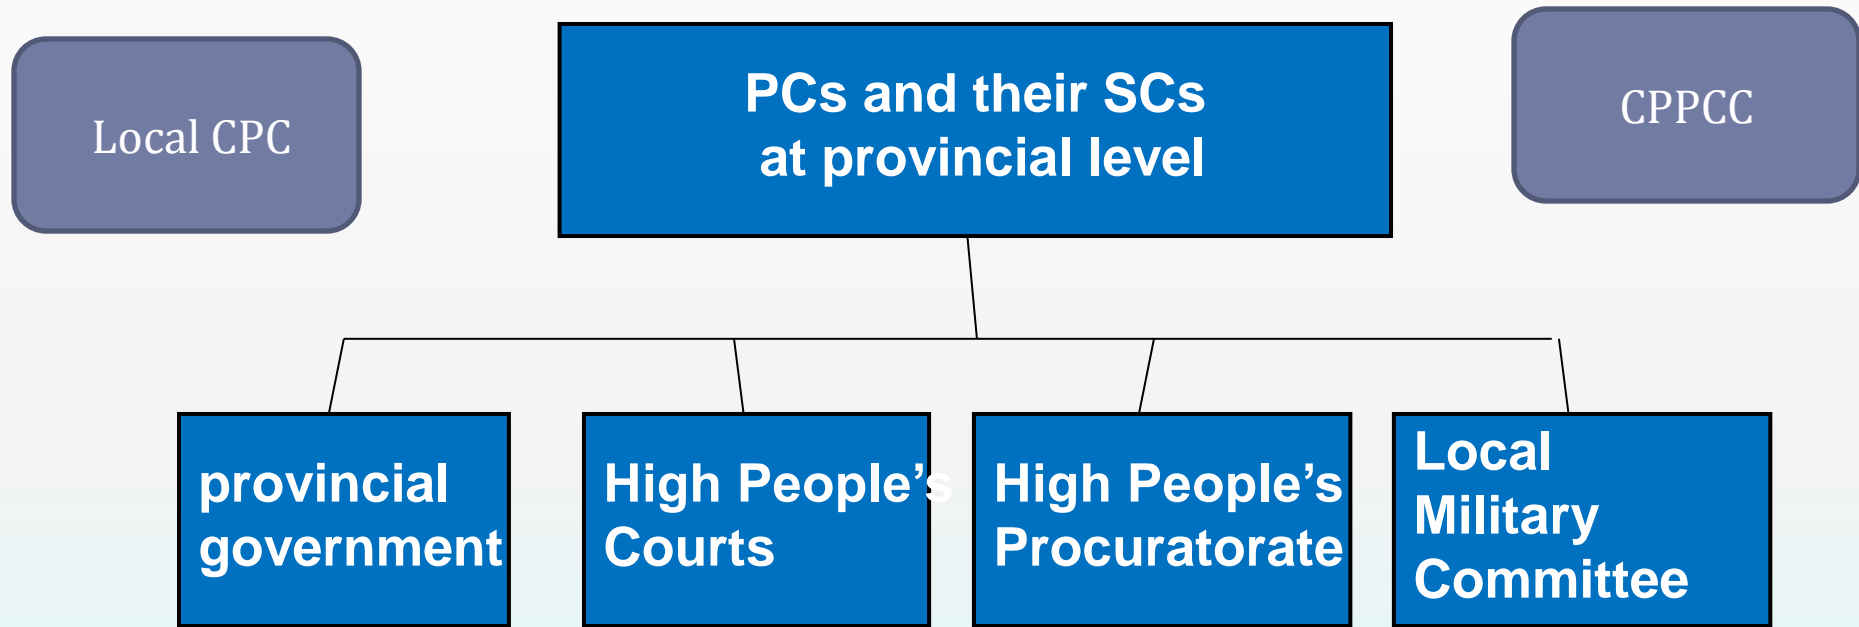 Local CPC
PCs and their SCs
at provincial level
CPPCC
provincial
government
High People’s
Courts
High People’s
Procuratorate
Local
Military
Committee